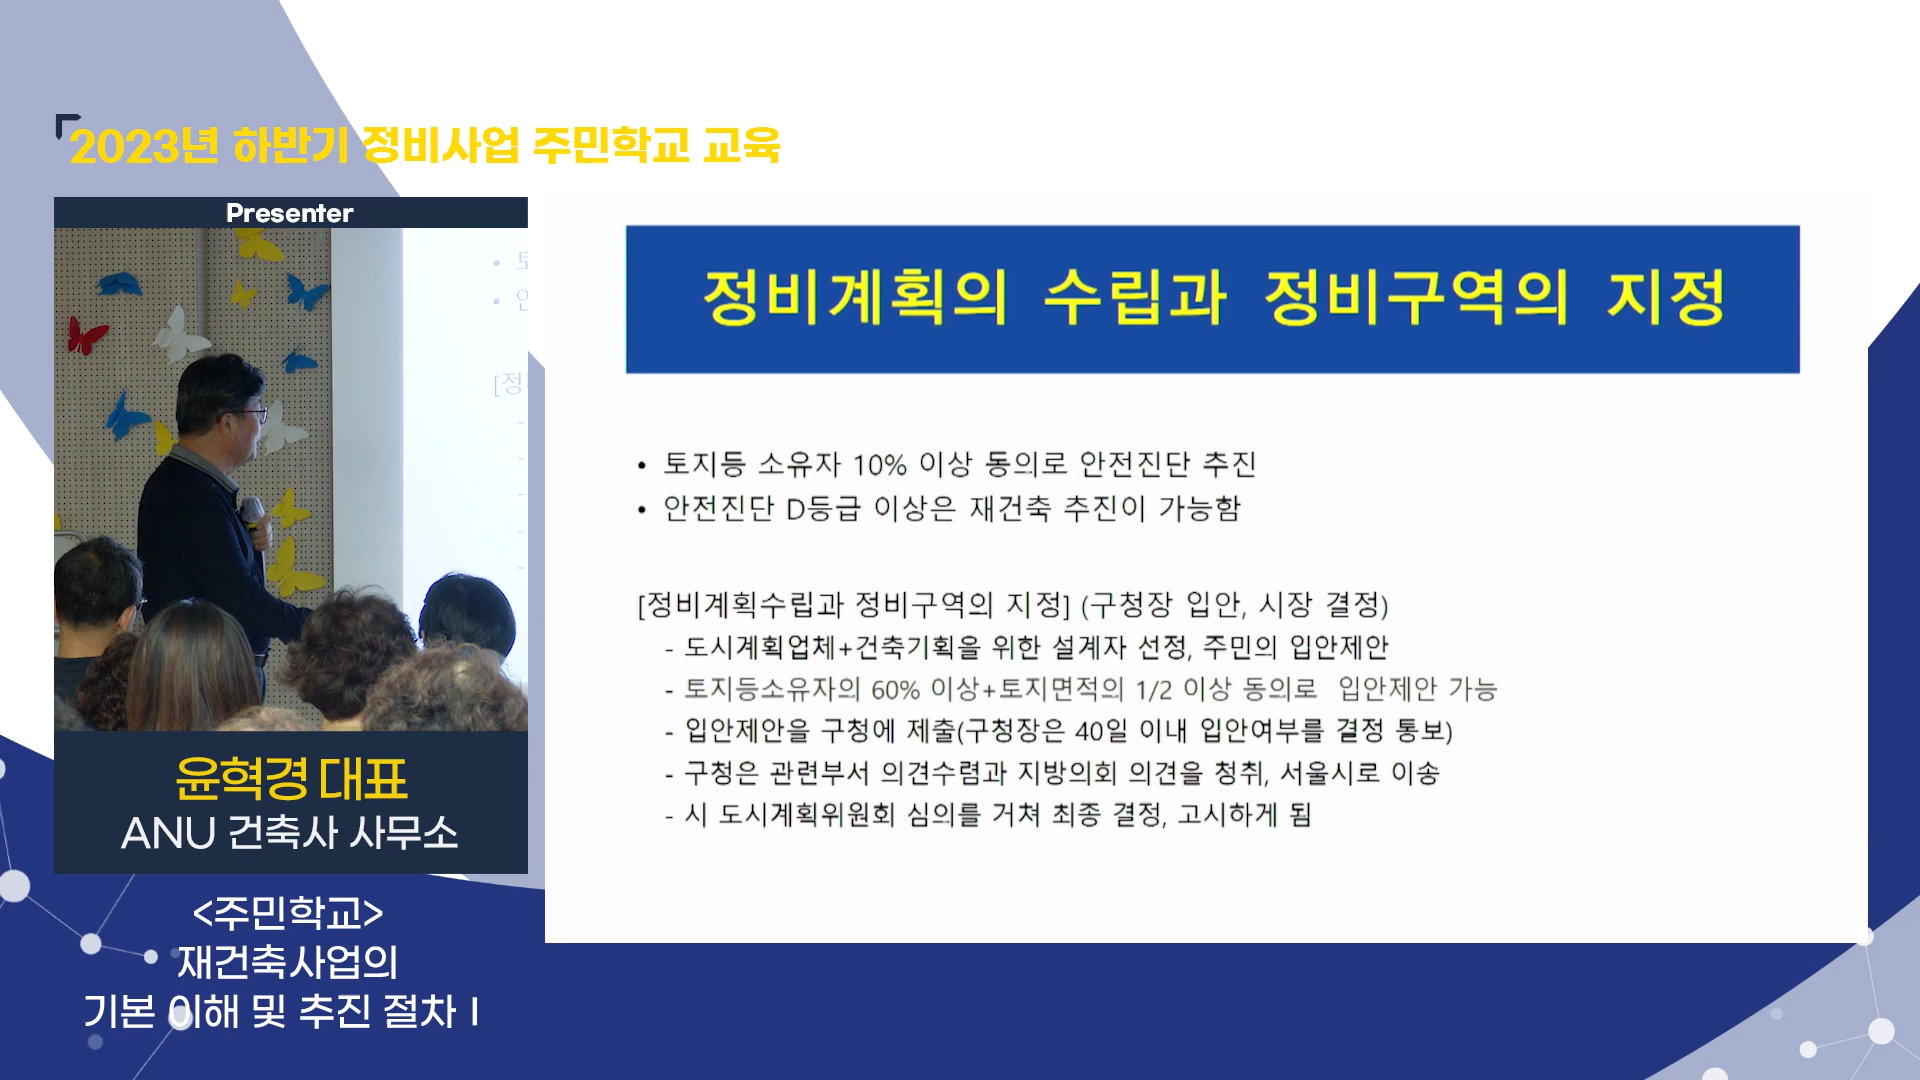 2023년 하반기 정비사업 주민학교 교육
Presenter
[정
윤혁경 대표
ANU 건축사 사무소
<주민학교>
재건축사업의
기본 이해 및 추진 절차 I
정비계획의 수립과 정비구역의 지정
• 토지등 소유자 10% 이상 동의로 안전진단 추진
• 안전진단 D등급 이상은 재건축 추진이 가능함
[정비계획수립과 정비구역의 지정] (구청장 입안, 시장 결정)
- 도시계획업체+건축기획을 위한 설계자 선정, 주민의 입안제안
- 토지등소유자의 60% 이상+토지면적의 1/2 이상 동의로 입안제안 가능
- 입안제안을 구청에 제출(구청장은 40일 이내 입안여부를 결정 통보)
- 구청은 관련부서 의견수렴과 지방의회 의견을 청취, 서울시로 이송
- 시 도시계획위원회 심의를 거쳐 최종 결정, 고시하게 됨